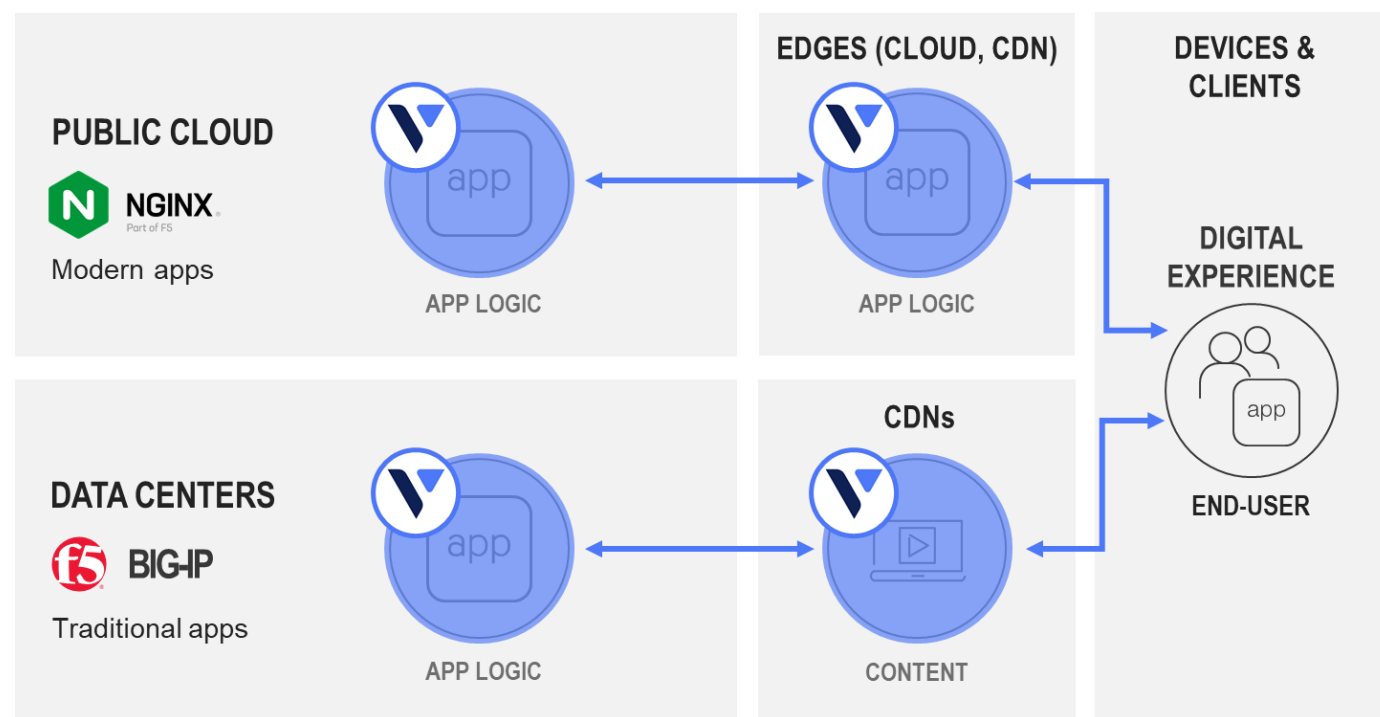 PUBLIC CLOUD
NGINX
Part of F5
Modern apps
app
APP LOGIC
EDGES (CLOUD, CDN)
app
APP LOGIC
DEVICES &
CLIENTS
DIGITAL
EXPERIENCE
app
END-USER
DATA CENTERS
f5 BIG-IP
Traditional apps
app
APP LOGIC
CDNs
CONTENT